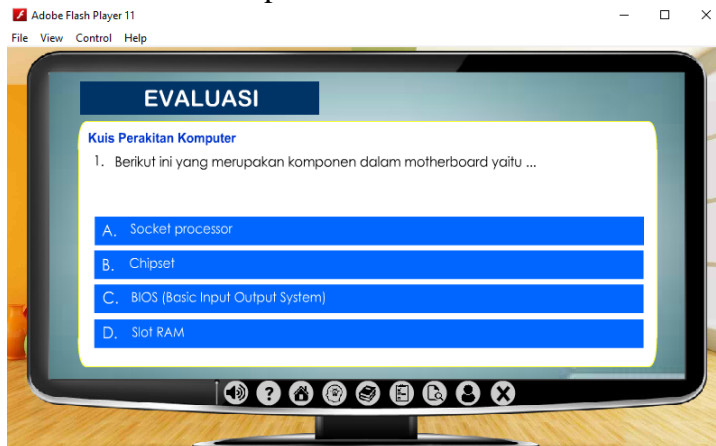 Adobe Flash Player 11
File View Control Help
EVALUASI
Kuis Perakitan Komputer
1. Berikut ini yang merupakan komponen dalam motherboard yaitu ...
A. Socket processor
B. Chipset
C. BIOS (Basic Input Output System)
D. Slot RAM